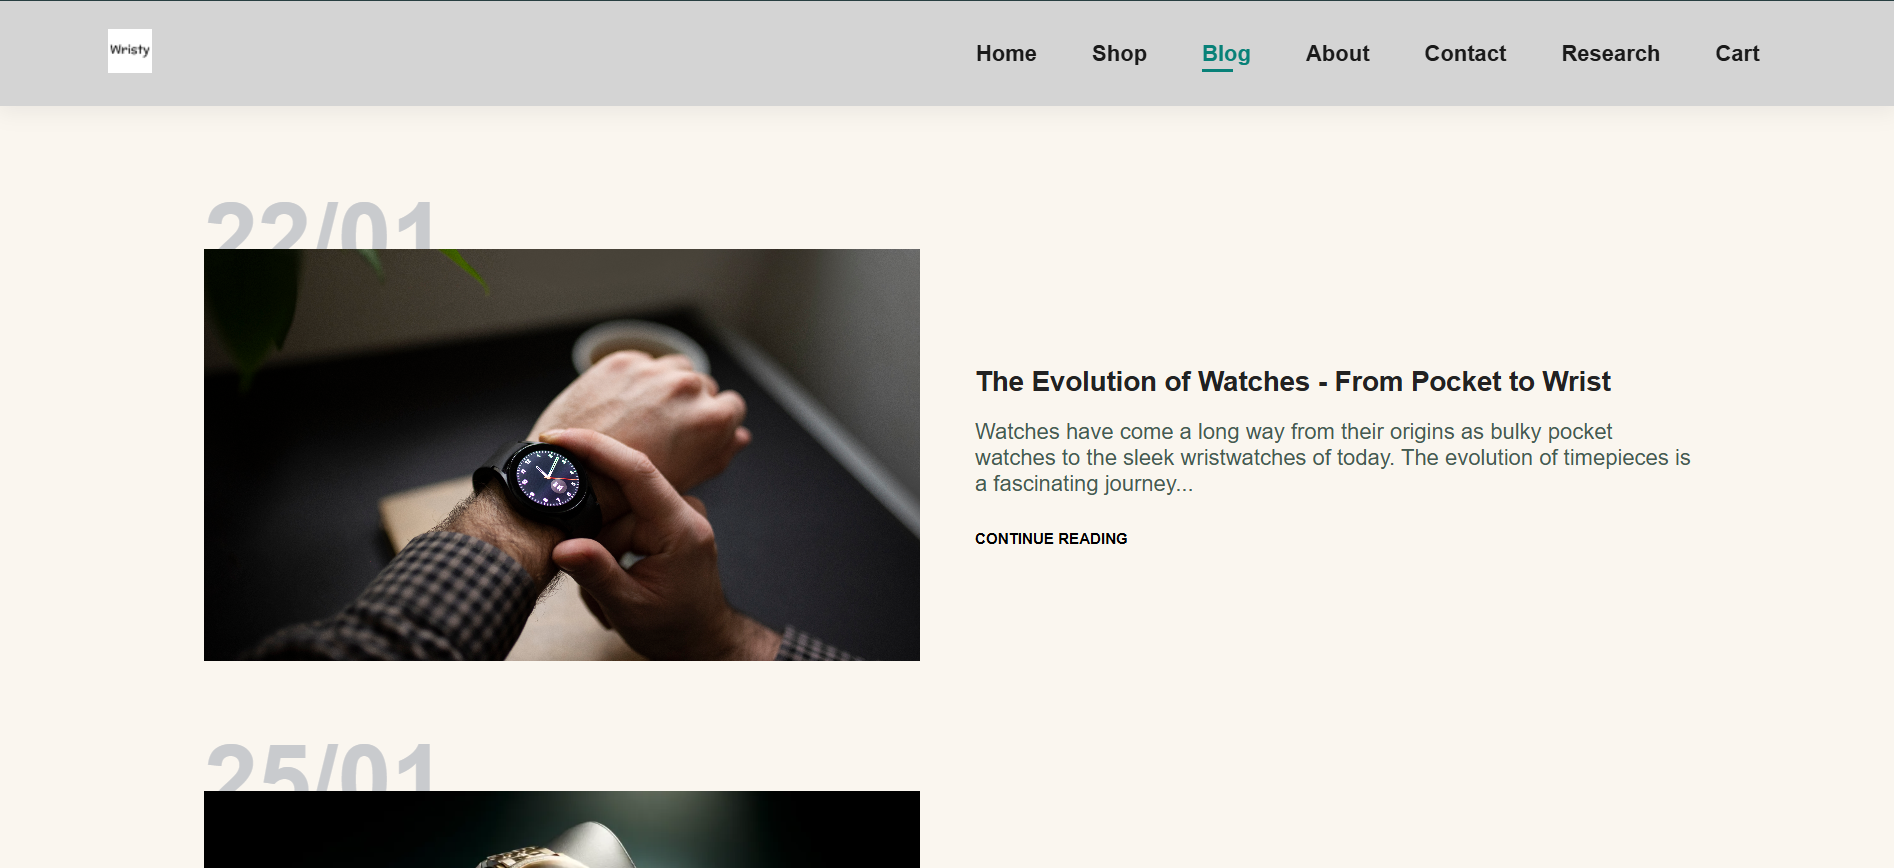 Wristy
Home Shop Blog About Contact Research Cart
22/01
The Evolution of Watches - From Pocket to Wrist
Watches have come a long way from their origins as bulky pocket
watches to the sleek wristwatches of today. The evolution of timepieces is
a fascinating journey...
CONTINUE READING
25/01